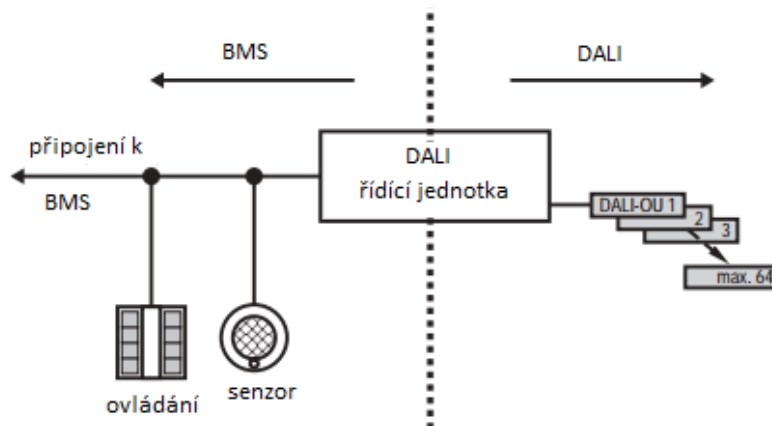 BMS
DALI
připojení k
BMS
DALI
řídící jednotka
DALI-OU 1
2
3
max. 64
ovládání
senzor